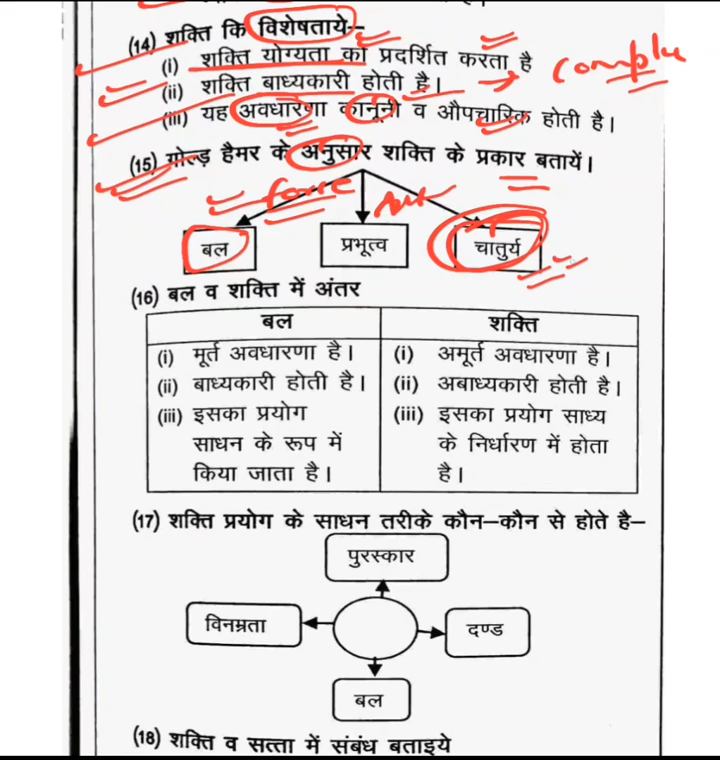 (14) शक्ति कि विशेषताये–
(i) शक्ति योग्यता को प्रदर्शित करता है
(ii) शक्ति बाध्यकारी होती है।
(iii) यह अवधारणा कानूनी व औपचारिक होती है।
(15) गोल्ड़ हैमर के अनुसार शक्ति के प्रकार बतायें।
force
बल
प्रभूत्व
चातुर्य
(16) बल व शक्ति में अंतर
बल
(i) मूर्त अवधारणा है।
(ii) बाध्यकारी होती है।
(iii) इसका प्रयोग
साधन के रूप में
किया जाता है।
शक्ति
(i) अमूर्त अवधारणा है।
(ii) अबाध्यकारी होती है।
(iii) इसका प्रयोग साध्य
के निर्धारण में होता
है।
(17) शक्ति प्रयोग के साधन तरीके कौन–कौन से होते है–
पुरस्कार
विनम्रता
दण्ड
बल
(18) शक्ति व सत्ता में संबंध बताइये